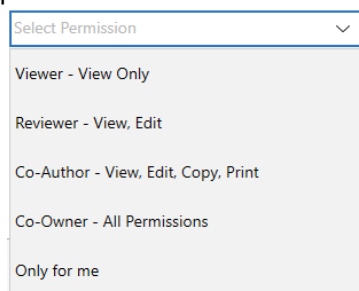 Select Permission
Viewer - View Only
Reviewer - View, Edit
Co-Author - View, Edit, Copy, Print
Co-Owner - All Permissions
Only for me